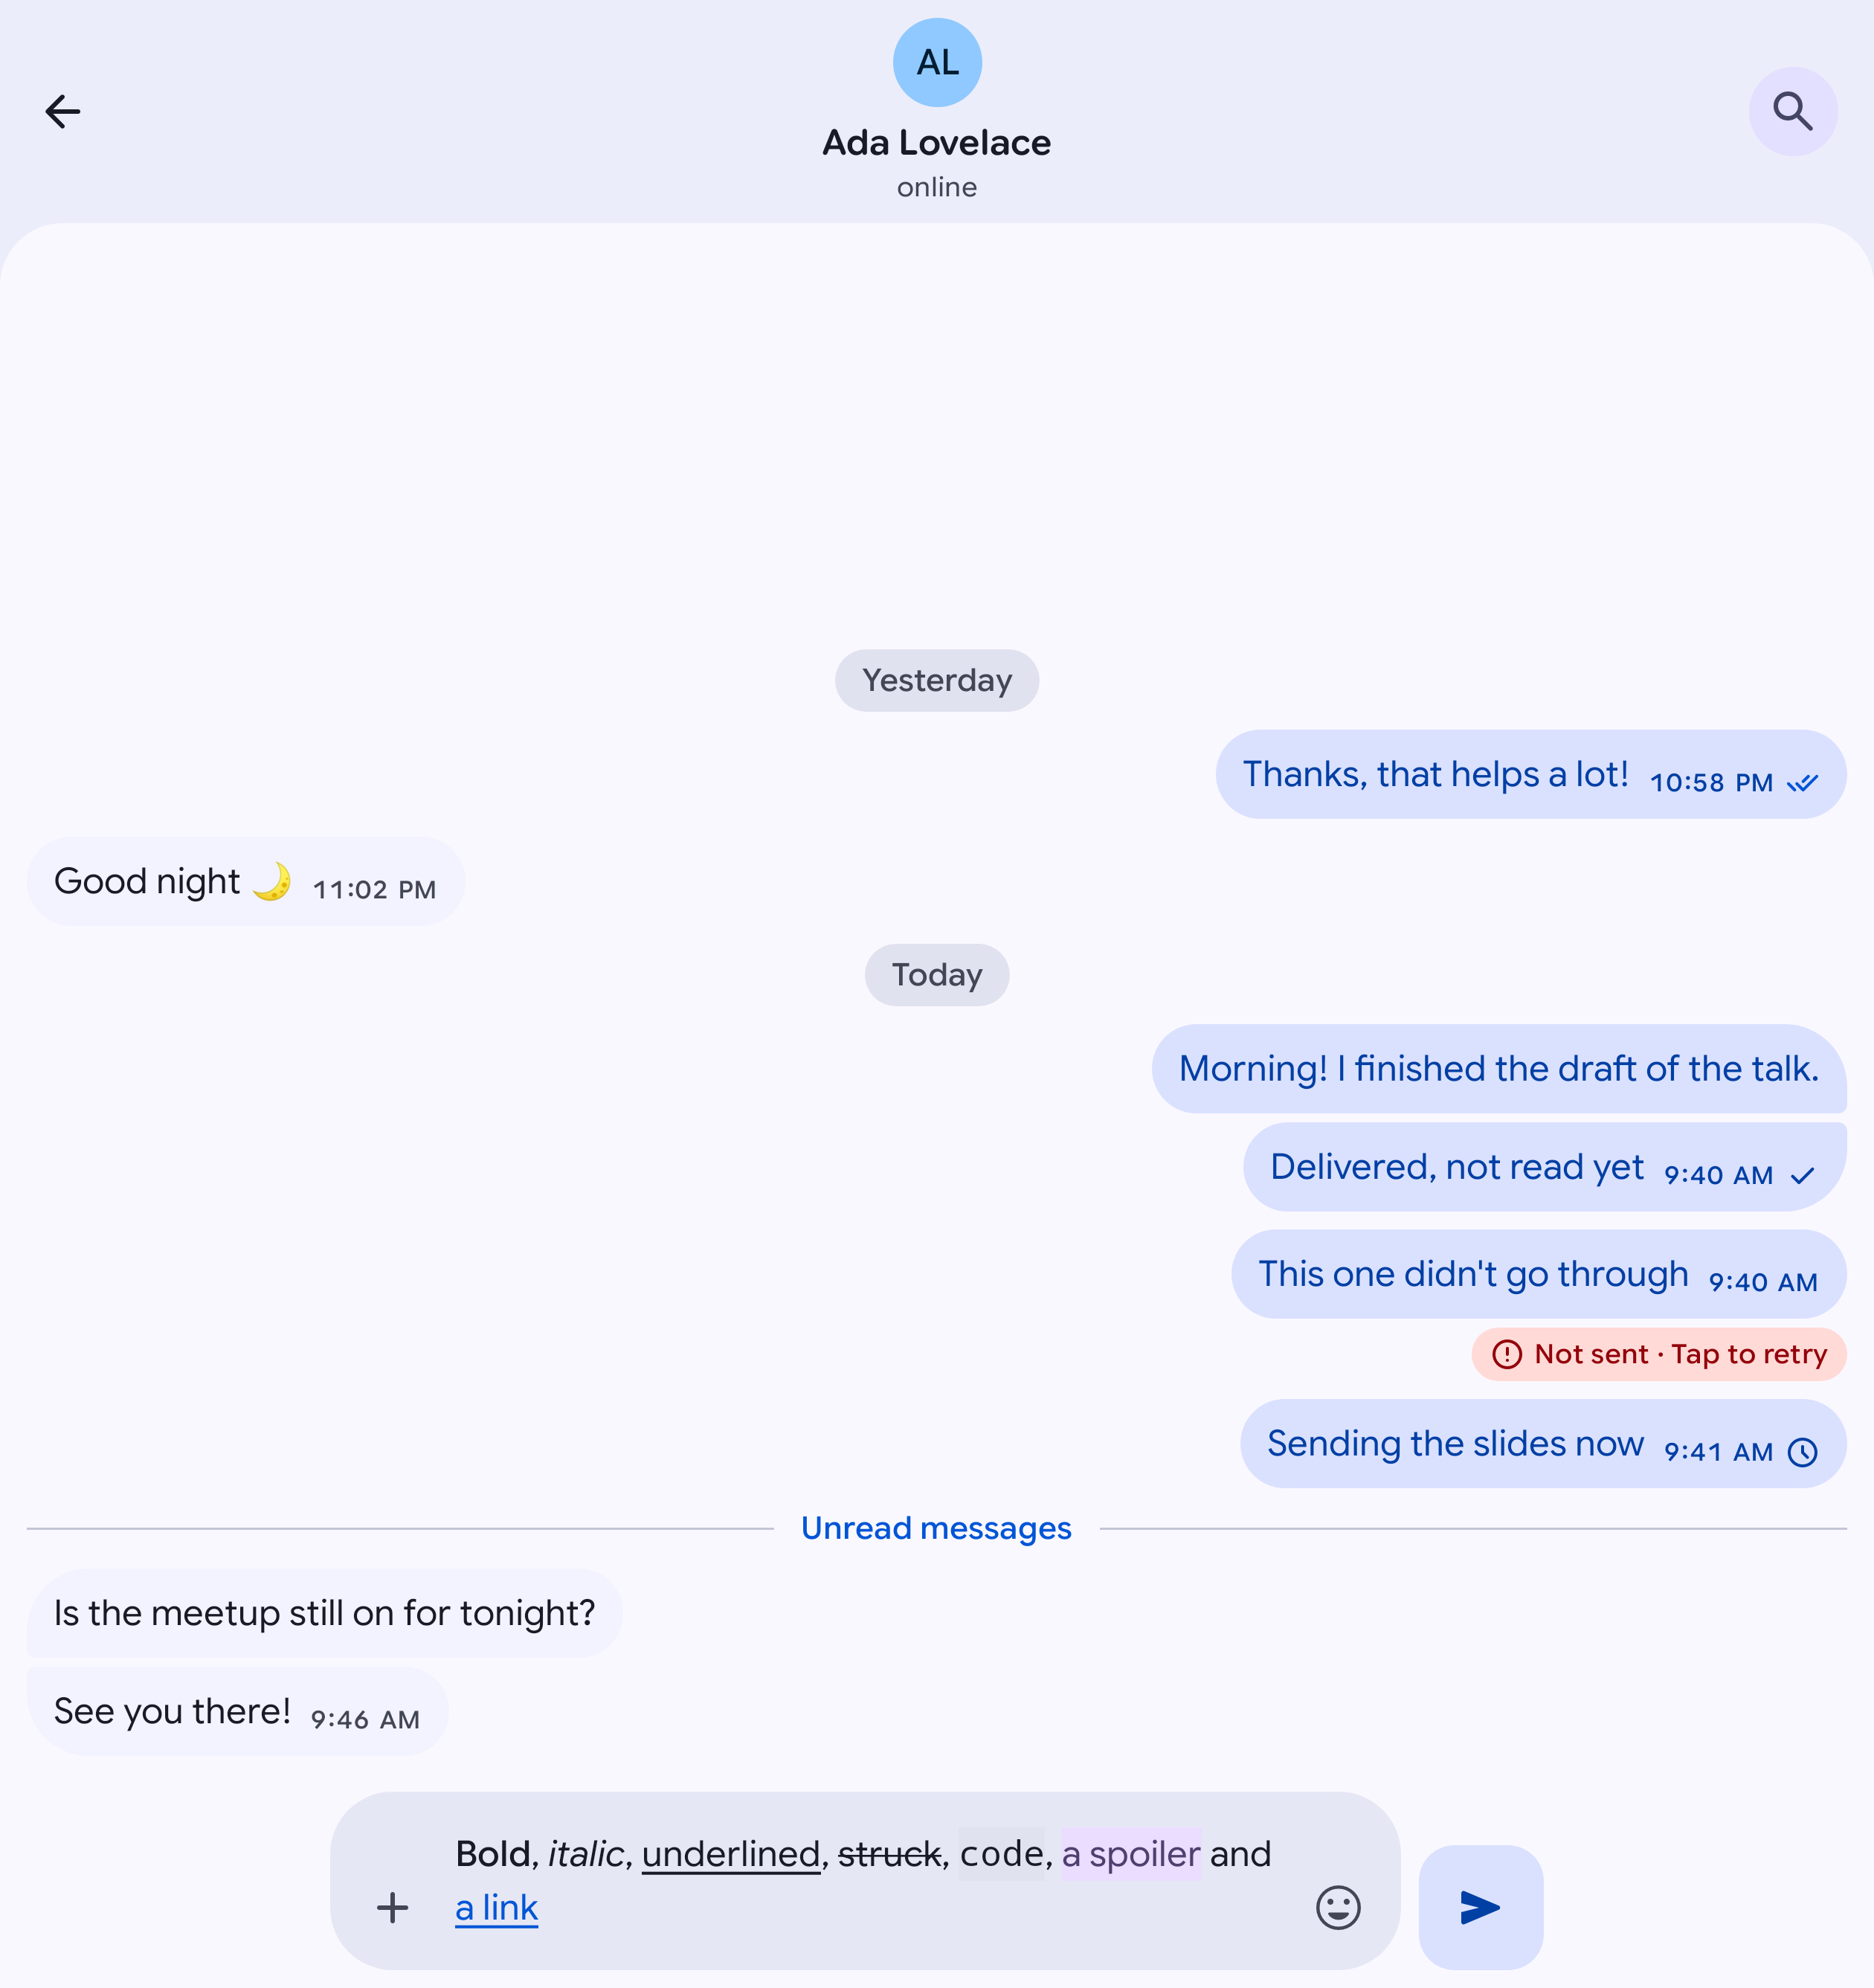 AL
Ada Lovelace
online
Yesterday
Thanks, that helps a lot! 10:58 PM
Good night 🌙 11:02 PM
Today
Morning! I finished the draft of the talk.
Delivered, not read yet 9:40 AM
This one didn't go through 9:40 AM
Not sent · Tap to retry
Sending the slides now 9:41 AM
Unread messages
Is the meetup still on for tonight?
See you there! 9:46 AM
Bold, italic, underlined, struck, code, a spoiler and
a link